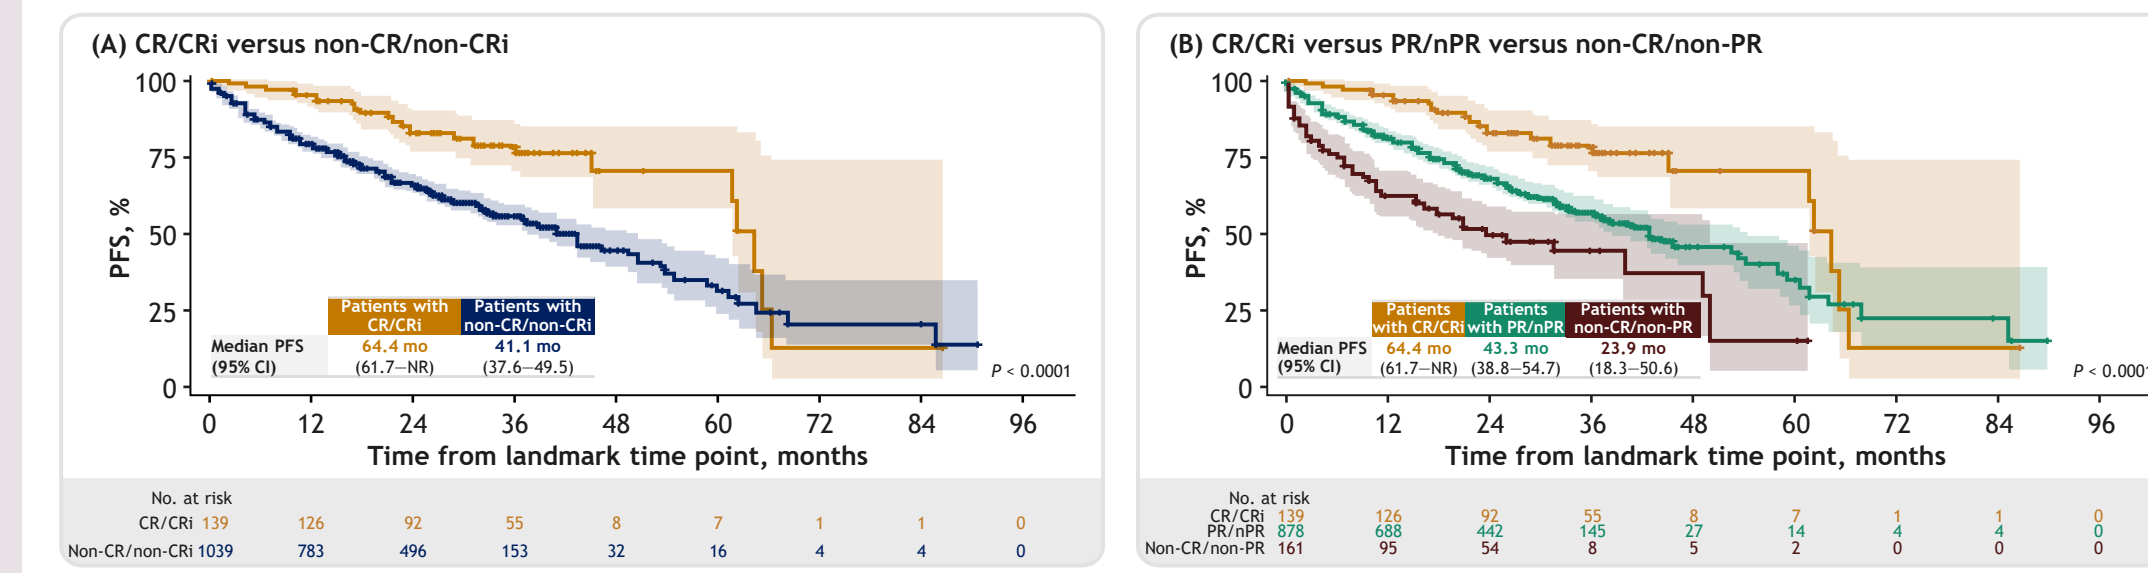 (A) CR/CRi versus non-CR/non-CRi
PFS, %
100
75
50
25
0
Patients with CR/CRi
Patients with non-CR/non-CRi
Median PFS (95% CI)
64.4 mo (61.7–NR)
41.1 mo (37.6–49.5)
P < 0.0001
0 12 24 36 48 60 72 84 96
Time from landmark time point, months
No. at risk
CR/CRi 139 126 92 55 8 7 1 1 0
Non-CR/non-CRi 1039 783 496 153 32 16 4 4 0
(B) CR/CRi versus PR/nPR versus non-CR/non-PR
PFS, %
100
75
50
25
0
Patients with CR/CRi
Patients with PR/nPR
Patients with non-CR/non-PR
Median PFS (95% CI)
64.4 mo (61.7–NR)
43.3 mo (38.8–54.7)
23.9 mo (18.3–50.6)
P < 0.0001
0 12 24 36 48 60 72 84 96
Time from landmark time point, months
No. at risk
CR/CRi 139 126 92 55 8 7 1 1 0
PR/nPR 878 688 442 145 27 14 4 4 0
Non-CR/non-PR 161 95 54 8 5 2 0 0 0